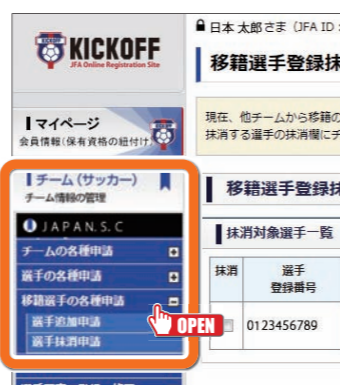 KICKOFF
JFA Online Registration Site
マイページ
会員情報(保有資格の紐付け
チーム(サッカー)
チーム情報の管理
JAPAN.S.C
チームの各種申請
選手の各種申請
移籍選手の各種申請
選手追加申請
選手抹消申請
OPEN
日本 太郎さま (JFA ID:
移籍選手登録抹
現在、他チームから移籍の
抹消する選手の抹消欄にチ
移籍選手登録抹
抹消対象選手一覧
抹消
選手
登録番号
0123456789